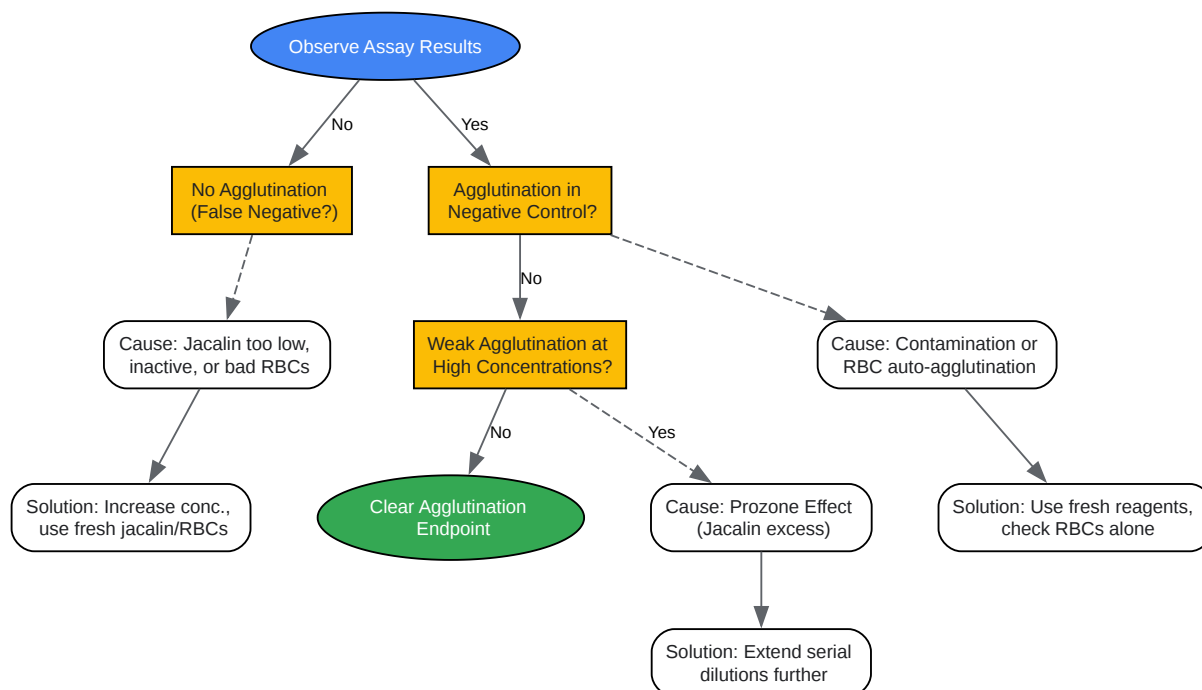 Observe Assay Results
No
Yes
No Agglutination
(False Negative?)
Agglutination in
Negative Control?
No
Cause: Jacalin too low,
inactive, or bad RBCs
Weak Agglutination at
High Concentrations?
Cause: Contamination or
RBC auto-agglutination
No
Yes
Solution: Increase conc.,
use fresh jacalin/RBCs
Clear Agglutination
Endpoint
Cause: Prozone Effect
(Jacalin excess)
Solution: Use fresh reagents,
check RBCs alone
Solution: Extend serial
dilutions further